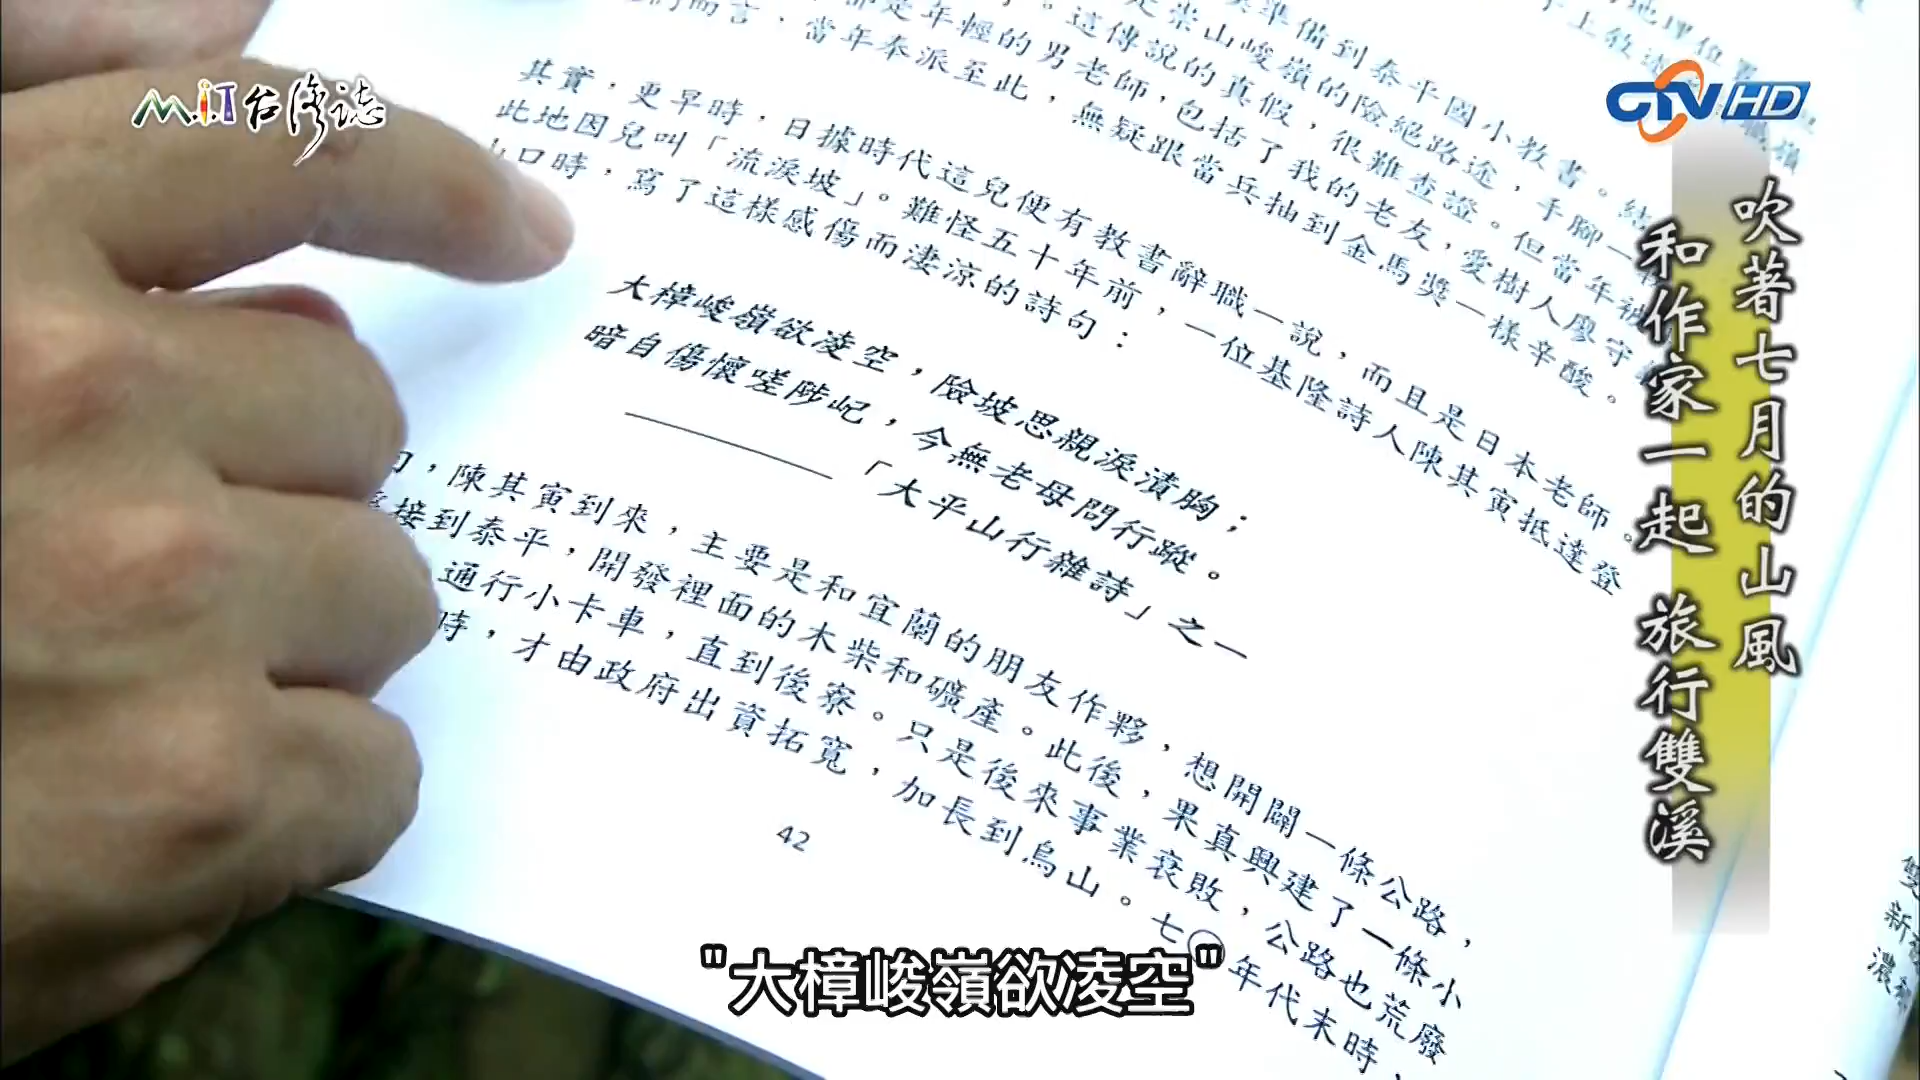 MiT台灣誌
CTV HD
吹著七月的山風
和作家一起 旅行雙溪
準備到泰平國小教書。結
是崇山峻嶺的險絕路途，手腳一
。這傳說的真假，很難查證。但當年被
都是年輕的男老師，包括了我的老友，愛樹人廖守
而言，當年奉派至此，無疑跟當兵抽到金馬獎一樣辛酸。
其實，更早時，日據時代這兒便有教書辭職一說，而且是日本老師。
此地因兒叫「流淚坡」。難怪五十年前，一位基隆詩人陳其寅抵達登
山口時，寫了這樣感傷而淒涼的詩句：
大樟峻嶺欲凌空，險坡思親淚漬胸；
暗自傷懷嗟陟屺，今無老母問行蹤。
——「太平山行雜詩」之一
，陳其寅到來，主要是和宜蘭的朋友作夥，想開闢一條公路，
接到泰平，開發裡面的木柴和礦產。此後，果真興建了一條小
通行小卡車，直到後寮。只是後來事業衰敗，公路也荒廢
時，才由政府出資拓寬，加長到烏山。七〇年代末時，
42
"大樟峻嶺欲凌空"